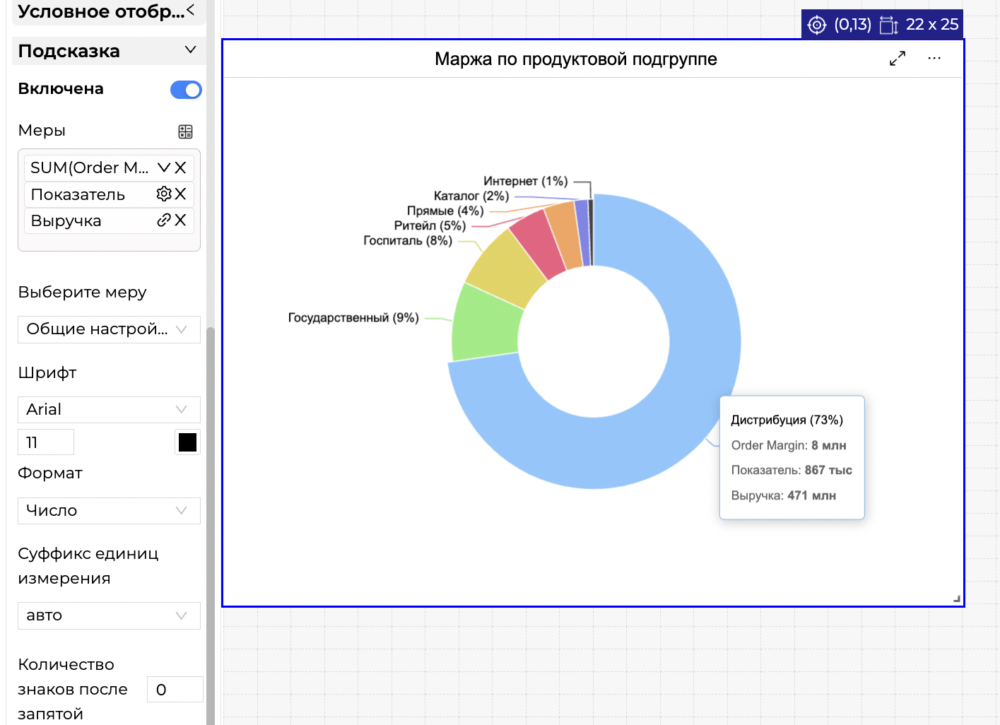 Условное отобр...
Подсказка
Включена
Меры
SUM(Order M...
Показатель
Выручка
Выберите меру
Общие настрой...
Шрифт
Arial
11
Формат
Число
Суффикс единиц
измерения
авто
Количество
знаков после
запятой
0
(0,13) 22 x 25
Маржа по продуктовой подгруппе
Интернет (1%)
Каталог (2%)
Прямые (4%)
Ритейл (5%)
Госпиталь (8%)
Государственный (9%)
Дистрибуция (73%)
Order Margin: 8 млн
Показатель: 867 тыс
Выручка: 471 млн